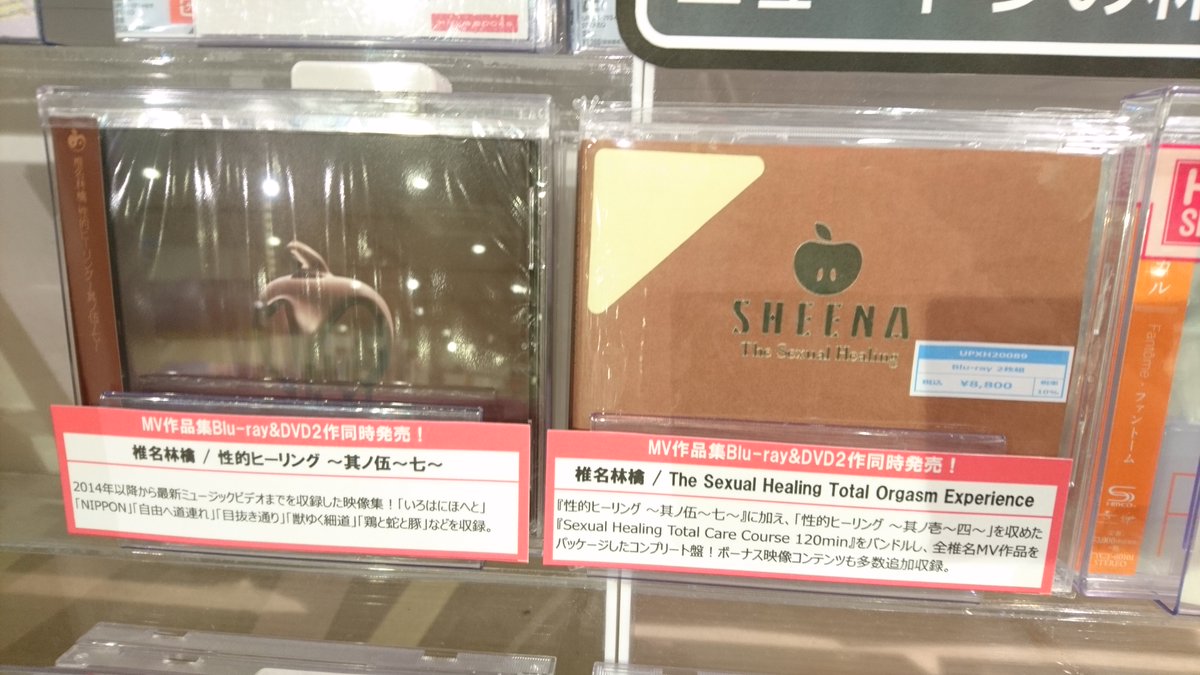 椎名林檎 性的ヒーリング〜其ノ伍〜七〜
SHEENA
The Sexual Healing
UPXH20089
Blu-ray 2枚組
税込 ¥8,800 税率 10%
MV作品集Blu-ray&DVD2作同時発売！
椎名林檎 / 性的ヒーリング ～其ノ伍～七～
2014年以降から最新ミュージックビデオまでを収録した映像集！「いろはにほへと」
「NIPPON」「自由へ道連れ」「目抜き通り」「獣ゆく細道」「鶏と蛇と豚」などを収録。
MV作品集Blu-ray&DVD2作同時発売！
椎名林檎 / The Sexual Healing Total Orgasm Experience
『性的ヒーリング ～其ノ伍～七～』に加え、「性的ヒーリング ～其ノ壱～四～」を収めた
『Sexual Healing Total Care Course 120min』をバンドルし、全椎名MV作品を
パッケージしたコンプリート盤！ボーナス映像コンテンツも多数追加収録。
Fantôme・ファントーム
STEREO